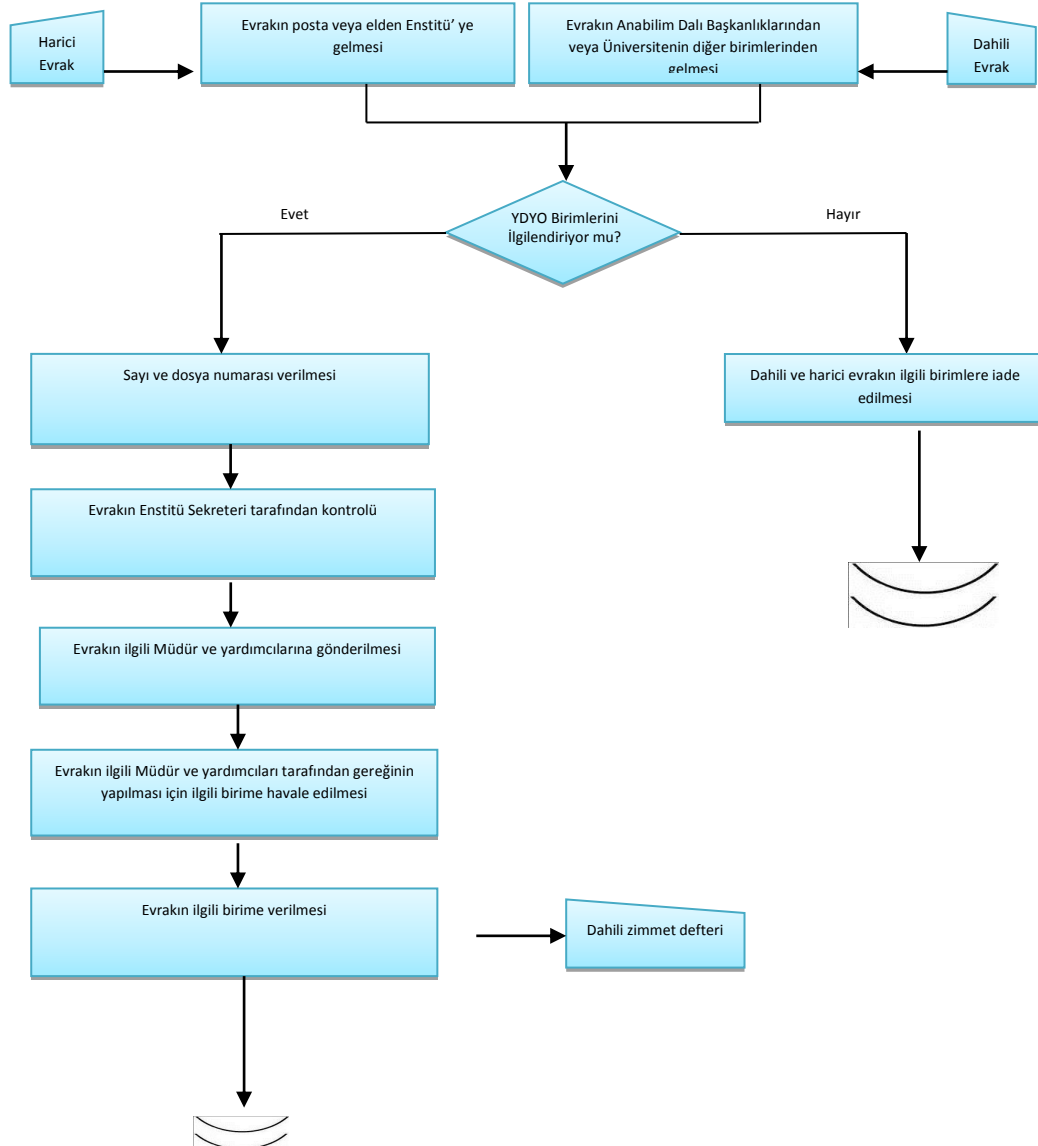 Harici
Evrak
Evrakın posta veya elden Enstitü' ye
gelmesi
Evrakın Anabilim Dalı Başkanlıklarından
veya Üniversitenin diğer birimlerinden
gelmesi
Dahili
Evrak
Evet
YDYO Birimlerini
İlgilendiriyor mu?
Hayır
Sayı ve dosya numarası verilmesi
Dahili ve harici evrakın ilgili birimlere iade
edilmesi
Evrakın Enstitü Sekreteri tarafından kontrolü
Evrakın ilgili Müdür ve yardımcılarına gönderilmesi
Evrakın ilgili Müdür ve yardımcıları tarafından gereğinin
yapılması için ilgili birime havale edilmesi
Evrakın ilgili birime verilmesi
Dahili zimmet defteri